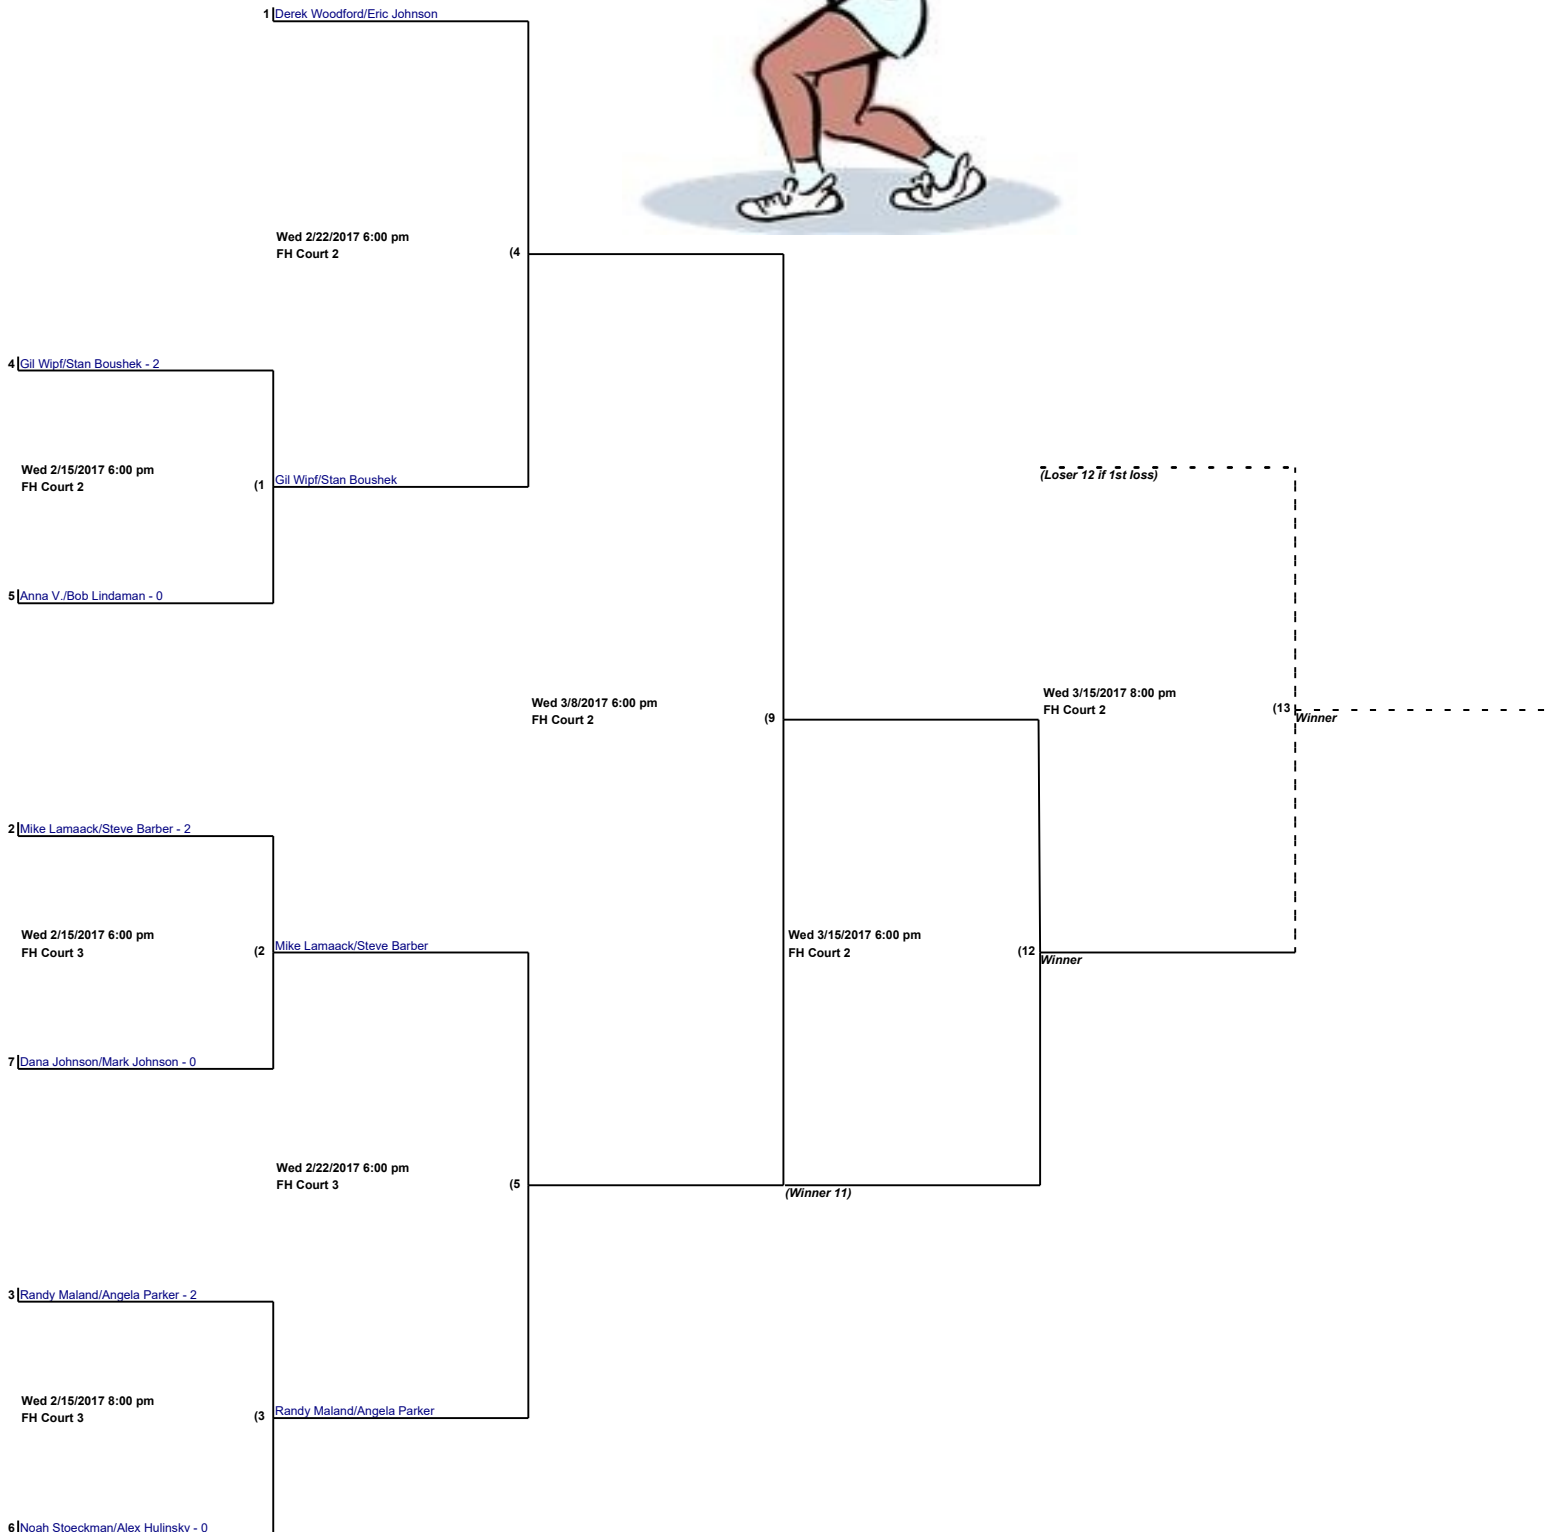 1 Derek Woodford/Eric Johnson
Wed 2/22/2017 6:00 pm
FH Court 2
(4
4 Gil Wipf/Stan Boushek - 2
Wed 2/15/2017 6:00 pm
FH Court 2
(1
Gil Wipf/Stan Boushek
(Loser 12 if 1st loss)
5 Anna V./Bob Lindaman - 0
Wed 3/8/2017 6:00 pm
FH Court 2
(9
Wed 3/15/2017 8:00 pm
FH Court 2
(13
Winner
2 Mike Lamaack/Steve Barber - 2
Wed 2/15/2017 6:00 pm
FH Court 3
(2
Mike Lamaack/Steve Barber
Wed 3/15/2017 6:00 pm
FH Court 2
(12
Winner
7 Dana Johnson/Mark Johnson - 0
Wed 2/22/2017 6:00 pm
FH Court 3
(5
(Winner 11)
3 Randy Maland/Angela Parker - 2
Wed 2/15/2017 8:00 pm
FH Court 3
(3
Randy Maland/Angela Parker
6 Noah Stoeckman/Alex Hulinsky - 0